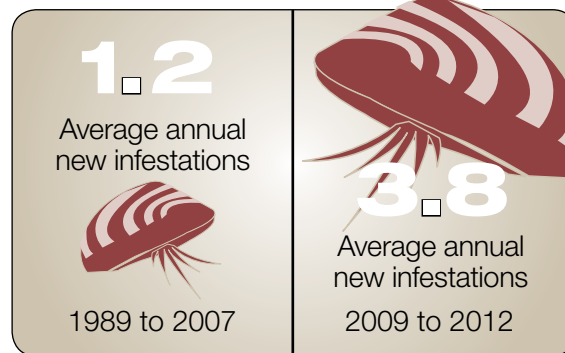 1.2
Average annual
new infestations
1989 to 2007
3.8
Average annual
new infestations
2009 to 2012